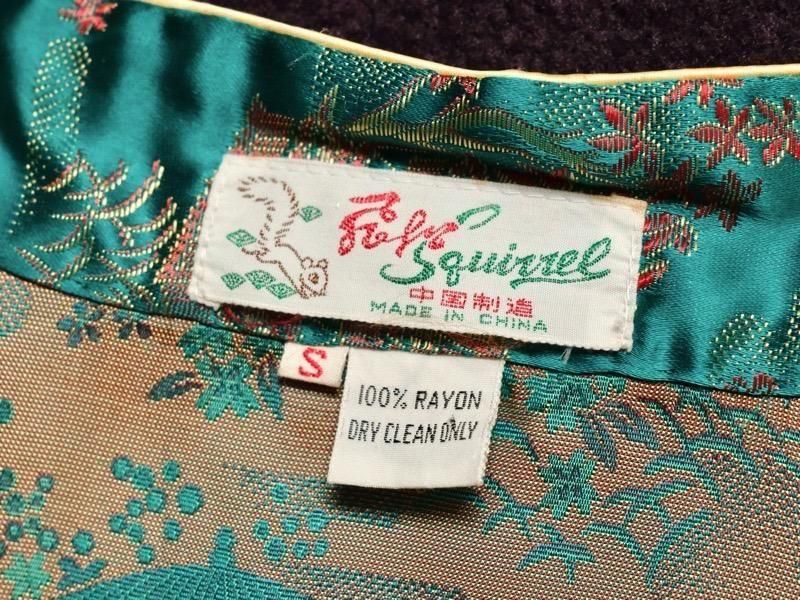 Squirrel
中国制造
MADE IN CHINA
S
100% RAYON
DRY CLEAN ONLY